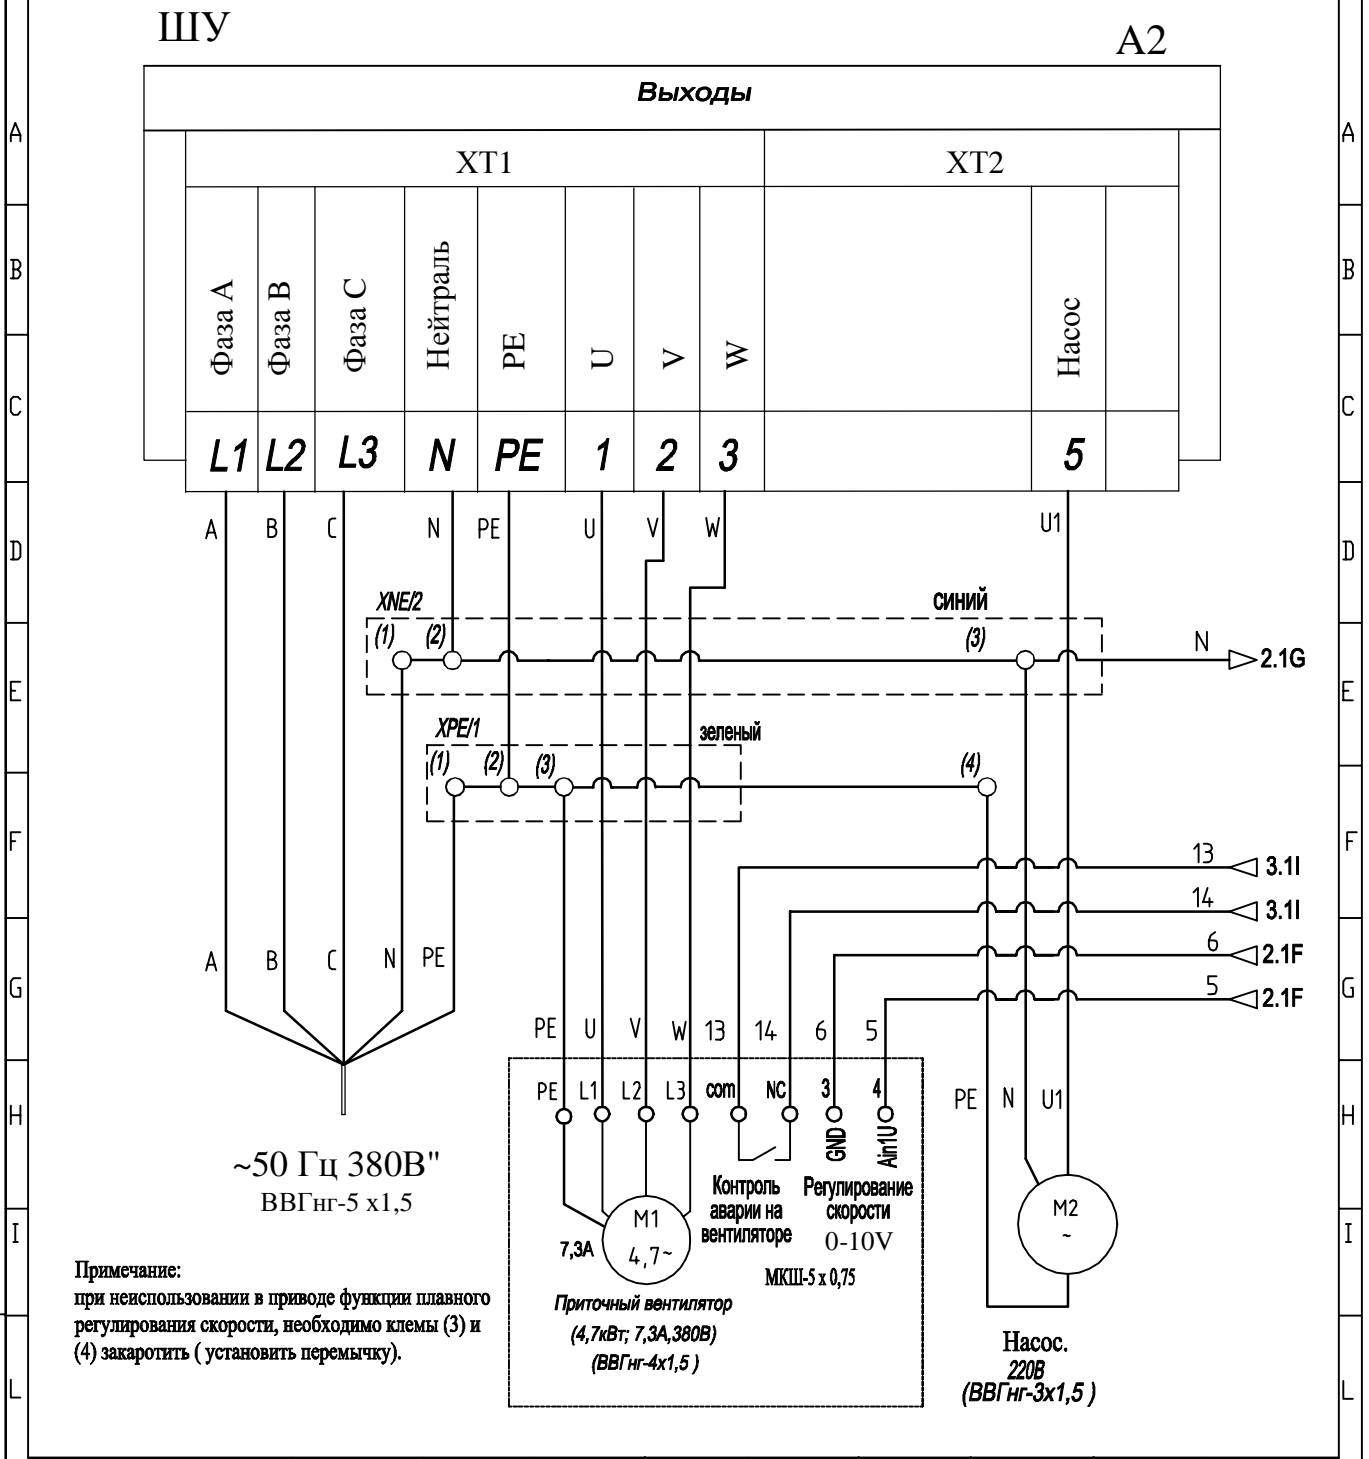 ШУ
А2
Выходы
А
А
ХТ1
ХТ2
B
B
Фаза А
Фаза В
Фаза С
Нейтраль
РЕ
U
V
W
Насос
C
C
L1 L2 L3 N PE 1 2 3 5
A B C N PE U V W U1
D
D
XNE/2
синий
(1) (2) (3)
N
2.1G
E
E
XPE/1
зеленый
(1) (2) (3) (4)
F
F
13 3.1I
14 3.1I
6 2.1F
5 2.1F
A B C N PE
G
G
PE U V W 13 14 6 5
PE L1 L2 L3 com NC 3 4
GND
Ain1U
PE N U1
H
H
~50 Гц 380В"
ВВГнг-5 х1,5
Контроль
аварии на
вентиляторе
Регулирование
скорости
0-10V
МКШ-5 х 0,75
M1
4,7~
7,3А
M2
~
I
I
Приточный вентилятор
(4,7кВт; 7,3А,380В)
(ВВГнг-4х1,5 )
Насос.
220В
(ВВГнг-3х1,5 )
Примечание:
при неиспользовании в приводе функции плавного
регулирования скорости, необходимо клемы (3) и
(4) закаротить ( установить перемычку).
L
L